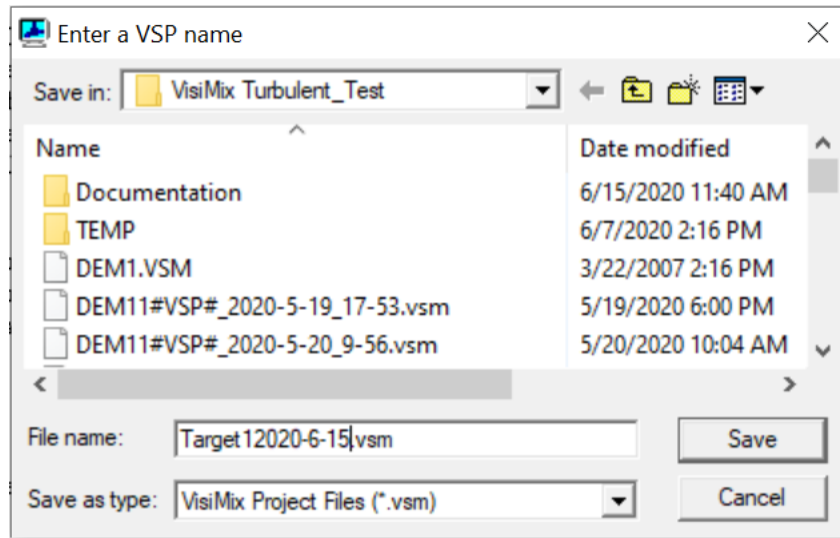 Enter a VSP name
Save in: VisiMix Turbulent_Test
Name Date modified
Documentation 6/15/2020 11:40 AM
TEMP 6/7/2020 2:16 PM
DEM1.VSM 3/22/2007 2:16 PM
DEM11#VSP#_2020-5-19_17-53.vsm 5/19/2020 6:00 PM
DEM11#VSP#_2020-5-20_9-56.vsm 5/20/2020 10:04 AM
File name: Target12020-6-15.vsm Save
Save as type: VisiMix Project Files (*.vsm) Cancel